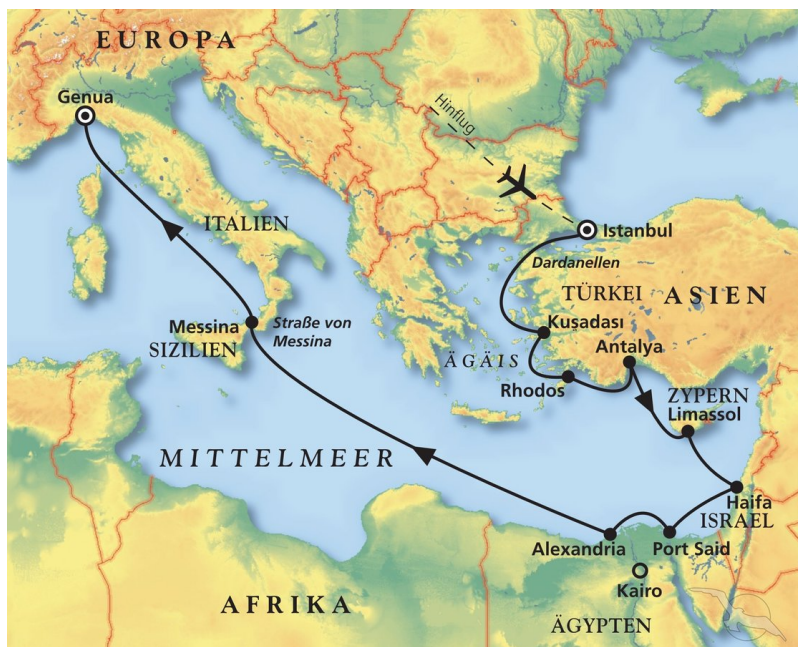 EUROPA
Genua
Hinflug
ITALIEN
Istanbul
Dardanellen
TÜRKEI
ASIEN
Messina
Straße von
Messina
SIZILIEN
Kusadası
Antalya
ÄGÄIS
Rhodos
ZYPERN
Limassol
MITTELMEER
Haifa
ISRAEL
Alexandria
Port Said
Kairo
AFRIKA
ÄGYPTEN